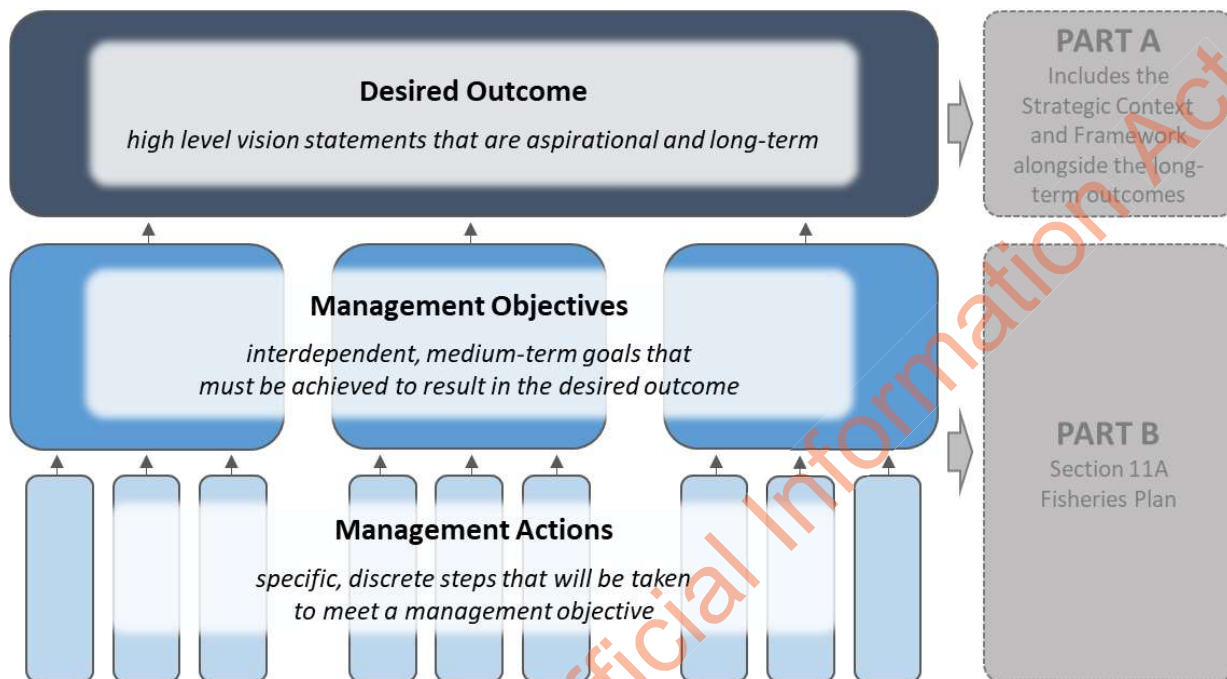 Desired Outcome
high level vision statements that are aspirational and long-term
PART A
Includes the
Strategic Context
and Framework
alongside the long-
term outcomes
Management Objectives
interdependent, medium-term goals that
must be achieved to result in the desired outcome
PART B
Section 11A
Fisheries Plan
Management Actions
specific, discrete steps that will be taken
to meet a management objective
Official Information Act